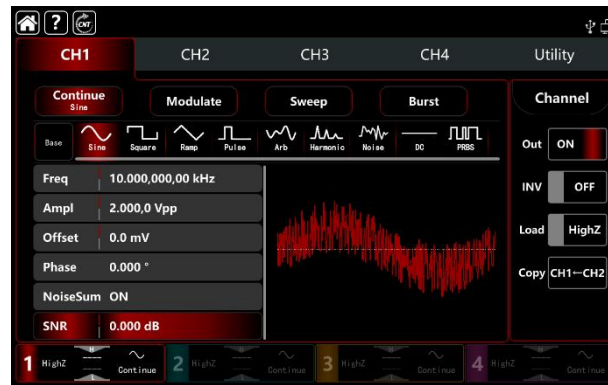 ? CNT
CH1 CH2 CH3 CH4 Utility
Continue Sine Modulate Sweep Burst Channel
Base Sine Square Ramp Pulse Arb Harmonic Noise DC PRBS
Out ON
Freq 10.000,000,00 kHz
INV OFF
Ampl 2.000,0 Vpp
Offset 0.0 mV
Load HighZ
Phase 0.000 °
Copy CH1←CH2
NoiseSum ON
SNR 0.000 dB
1 HighZ H L Continue 2 HighZ Continue 3 HighZ Continue 4 HighZ Continue